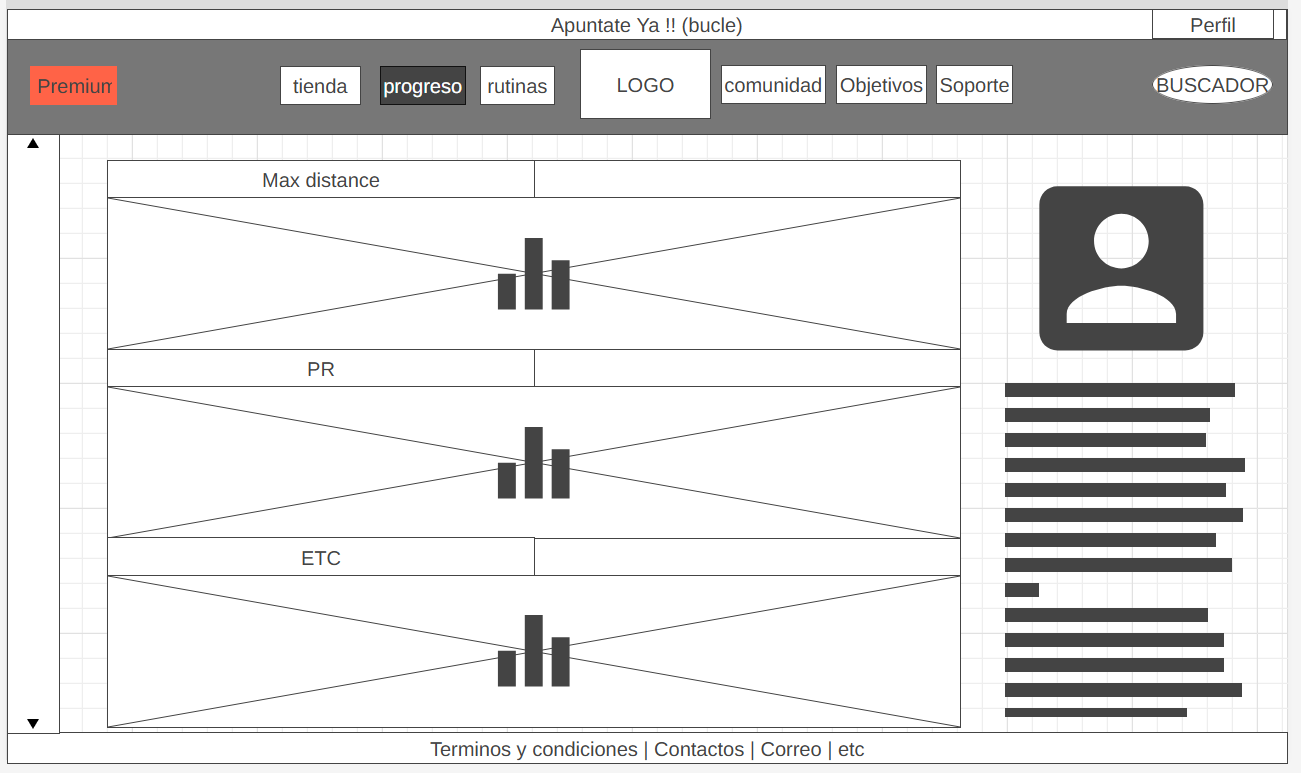 Apuntate Ya !! (bucle)
Perfil
Premium
tienda
progreso
rutinas
LOGO
comunidad
Objetivos
Soporte
BUSCADOR
Max distance
PR
ETC
Terminos y condiciones | Contactos | Correo | etc